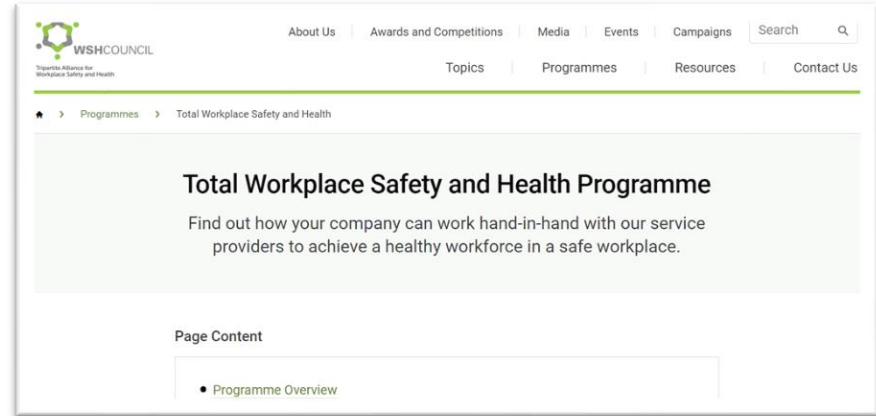 WSHCOUNCIL
Tripartite Alliance for
Workplace Safety and Health
About Us
Awards and Competitions
Media
Events
Campaigns
Search
Topics
Programmes
Resources
Contact Us
Programmes > Total Workplace Safety and Health
Total Workplace Safety and Health Programme
Find out how your company can work hand-in-hand with our service
providers to achieve a healthy workforce in a safe workplace.
Page Content
• Programme Overview